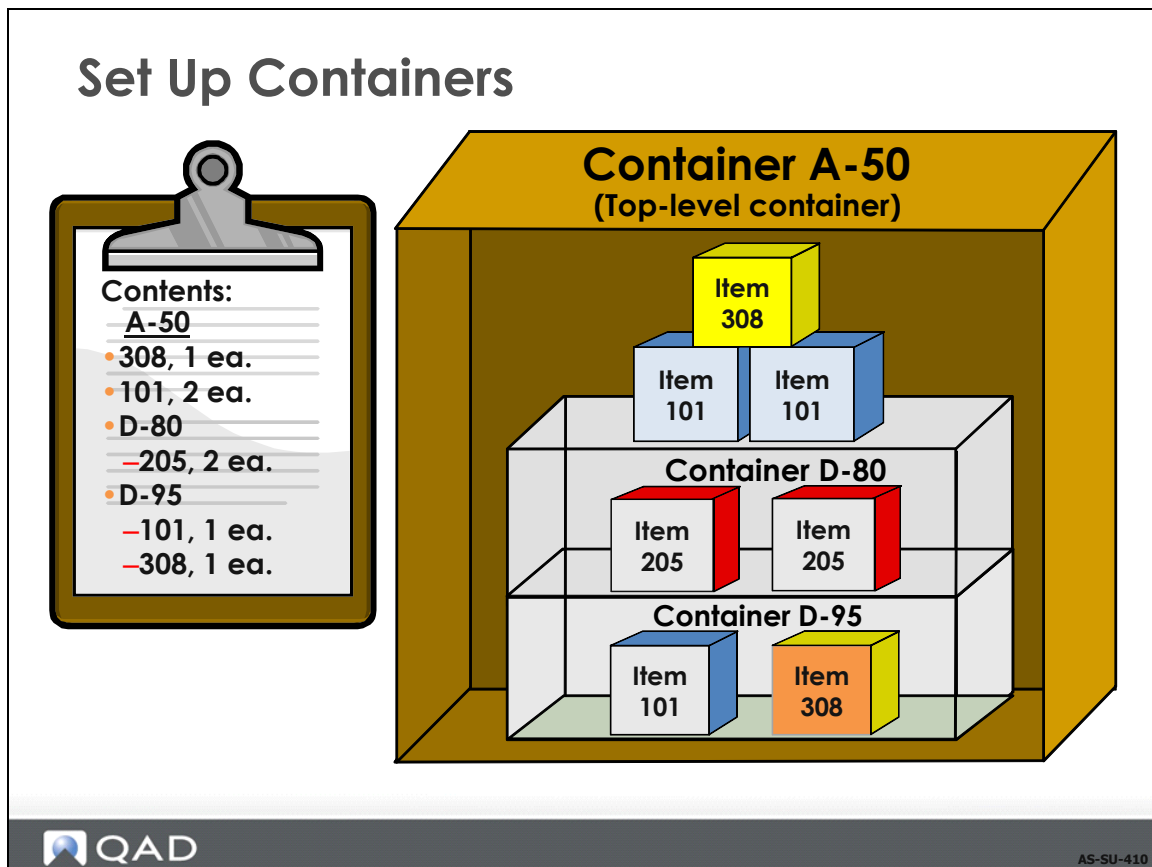 Set Up Containers
Contents:
A-50
•308, 1 ea.
•101, 2 ea.
•D-80
–205, 2 ea.
•D-95
–101, 1 ea.
–308, 1 ea.
Container A-50
(Top-level container)
Item
308
Item
101
Item
101
Container D-80
Item
205
Item
205
Container D-95
Item
101
Item
308
QAD
AS-SU-410